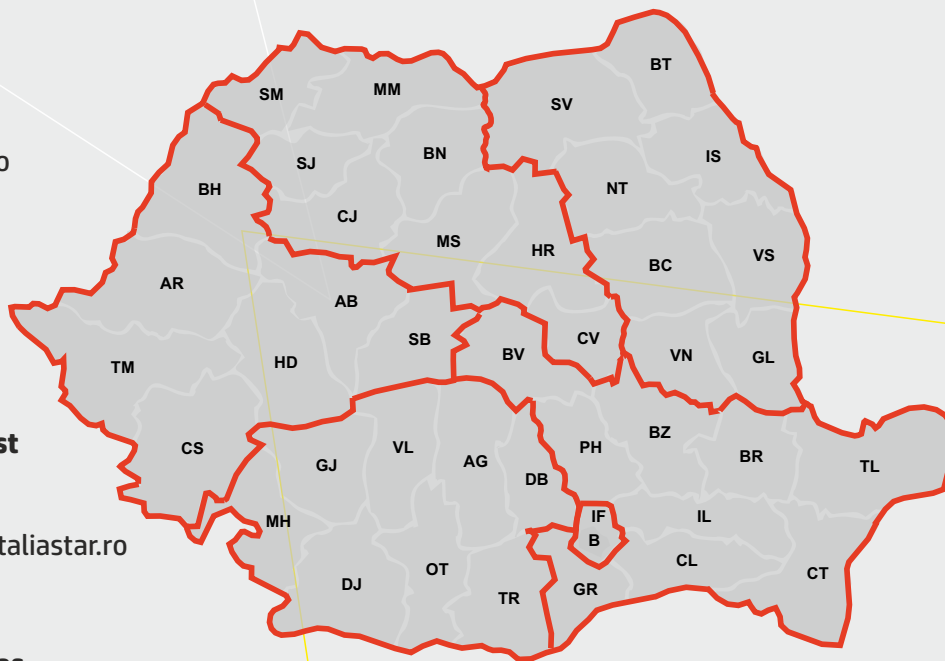 BT
MM
SM
SV
o
BN
IS
SJ
NT
BH
CJ
MS
HR
VS
BC
AR
AB
SB
CV
BV
VN
GL
HD
TM
BZ
st
CS
PH
VL
BR
AG
GJ
TL
DB
IF
IL
MH
B
taliastar.ro
CL
OT
CT
DJ
GR
TR